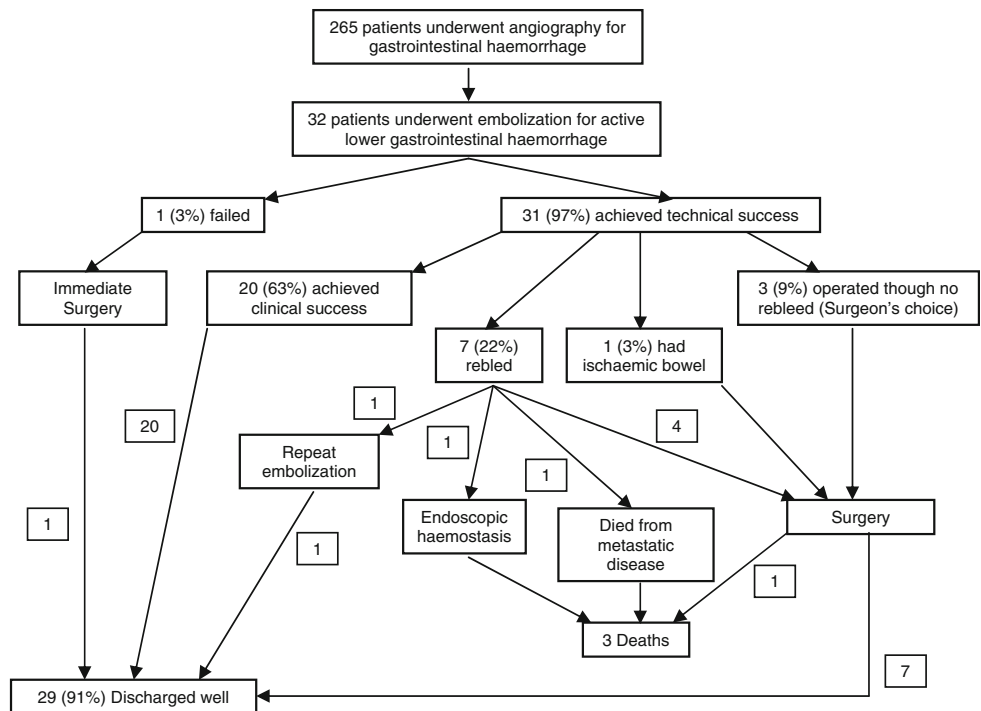 265 patients underwent angiography for
gastrointestinal haemorrhage
32 patients underwent embolization for active
lower gastrointestinal haemorrhage
1 (3%) failed
31 (97%) achieved technical success
Immediate
Surgery
20 (63%) achieved
clinical success
3 (9%) operated though no
rebleed (Surgeon's choice)
7 (22%)
rebled
1 (3%) had
ischaemic bowel
1
20
1
4
Repeat
embolization
1
Endoscopic
haemostasis
Died from
metastatic
disease
Surgery
1
1
1
3 Deaths
7
29 (91%) Discharged well